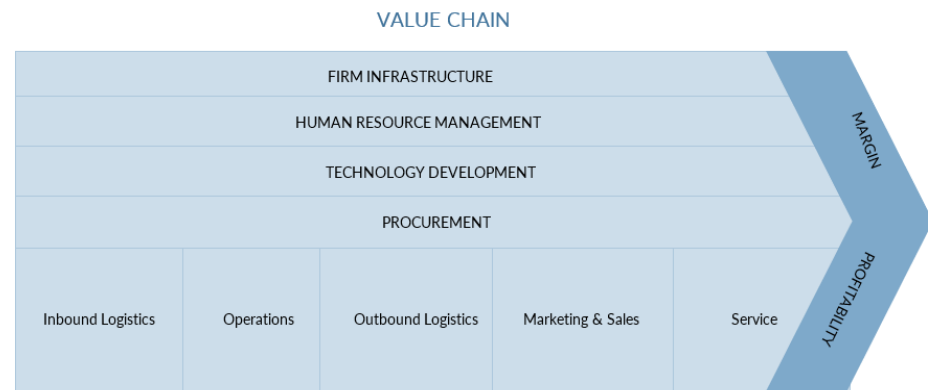 VALUE CHAIN
FIRM INFRASTRUCTURE
HUMAN RESOURCE MANAGEMENT
TECHNOLOGY DEVELOPMENT
PROCUREMENT
MARGIN
PROFITABILITY
Inbound Logistics
Operations
Outbound Logistics
Marketing & Sales
Service